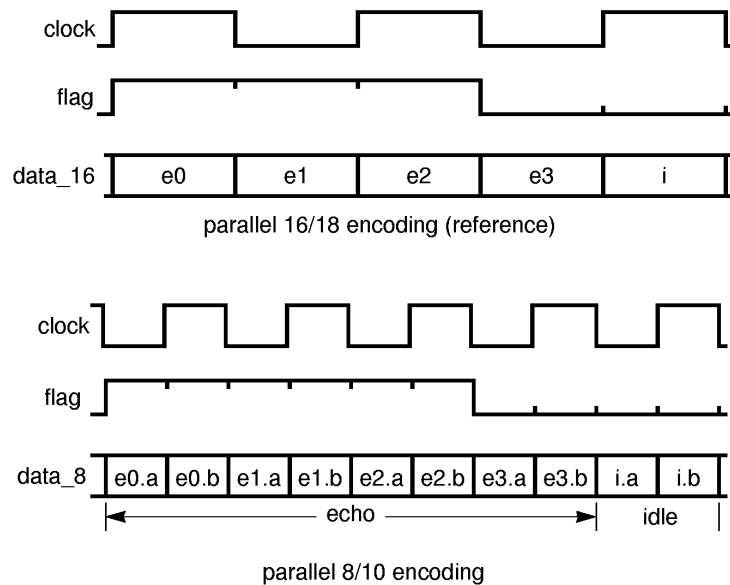 clock
flag
data_16 e0 e1 e2 e3 i
parallel 16/18 encoding (reference)
clock
flag
data_8 e0.a e0.b e1.a e1.b e2.a e2.b e3.a e3.b i.a i.b
echo idle
parallel 8/10 encoding